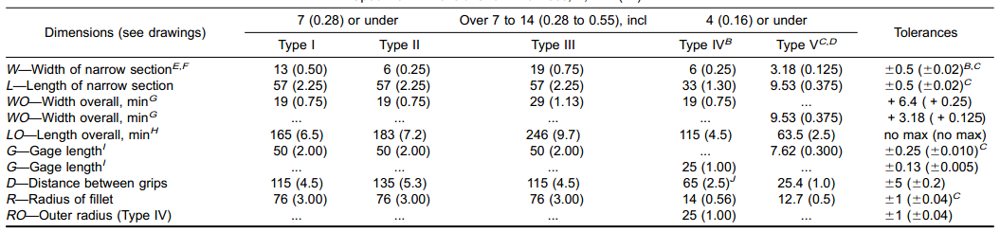 7 (0.28) or under Over 7 to 14 (0.28 to 0.55), incl 4 (0.16) or under
Dimensions (see drawings) Tolerances
Type I Type II Type III Type IVᴮ Type Vᶜ,ᴰ
W—Width of narrow sectionᴱ,ꟳ 13 (0.50) 6 (0.25) 19 (0.75) 6 (0.25) 3.18 (0.125) ±0.5 (±0.02)ᴮ,ᶜ
L—Length of narrow section 57 (2.25) 57 (2.25) 57 (2.25) 33 (1.30) 9.53 (0.375) ±0.5 (±0.02)ᶜ
WO—Width overall, minᴳ 19 (0.75) 19 (0.75) 29 (1.13) 19 (0.75) ... + 6.4 ( + 0.25)
WO—Width overall, minᴳ ... ... ... ... 9.53 (0.375) + 3.18 ( + 0.125)
LO—Length overall, minᴴ 165 (6.5) 183 (7.2) 246 (9.7) 115 (4.5) 63.5 (2.5) no max (no max)
G—Gage lengthᴵ 50 (2.00) 50 (2.00) 50 (2.00) ... 7.62 (0.300) ±0.25 (±0.010)ᶜ
G—Gage lengthᴵ ... ... ... 25 (1.00) ... ±0.13 (±0.005)
D—Distance between grips 115 (4.5) 135 (5.3) 115 (4.5) 65 (2.5)ᴶ 25.4 (1.0) ±5 (±0.2)
R—Radius of fillet 76 (3.00) 76 (3.00) 76 (3.00) 14 (0.56) 12.7 (0.5) ±1 (±0.04)ᶜ
RO—Outer radius (Type IV) ... ... ... 25 (1.00) ... ±1 (±0.04)